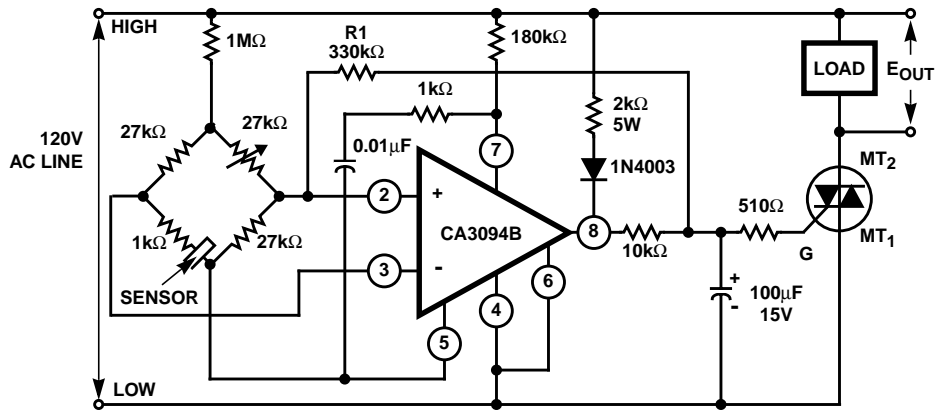 HIGH
1MΩ
R1
330kΩ
180kΩ
LOAD
E_OUT
1kΩ
2kΩ
5W
27kΩ
27kΩ
120V
AC LINE
0.01µF
7
1N4003
MT2
2
+
CA3094B
8
510Ω
MT1
1kΩ
27kΩ
10kΩ
G
3
-
SENSOR
6
+
-
100µF
15V
5
4
LOW